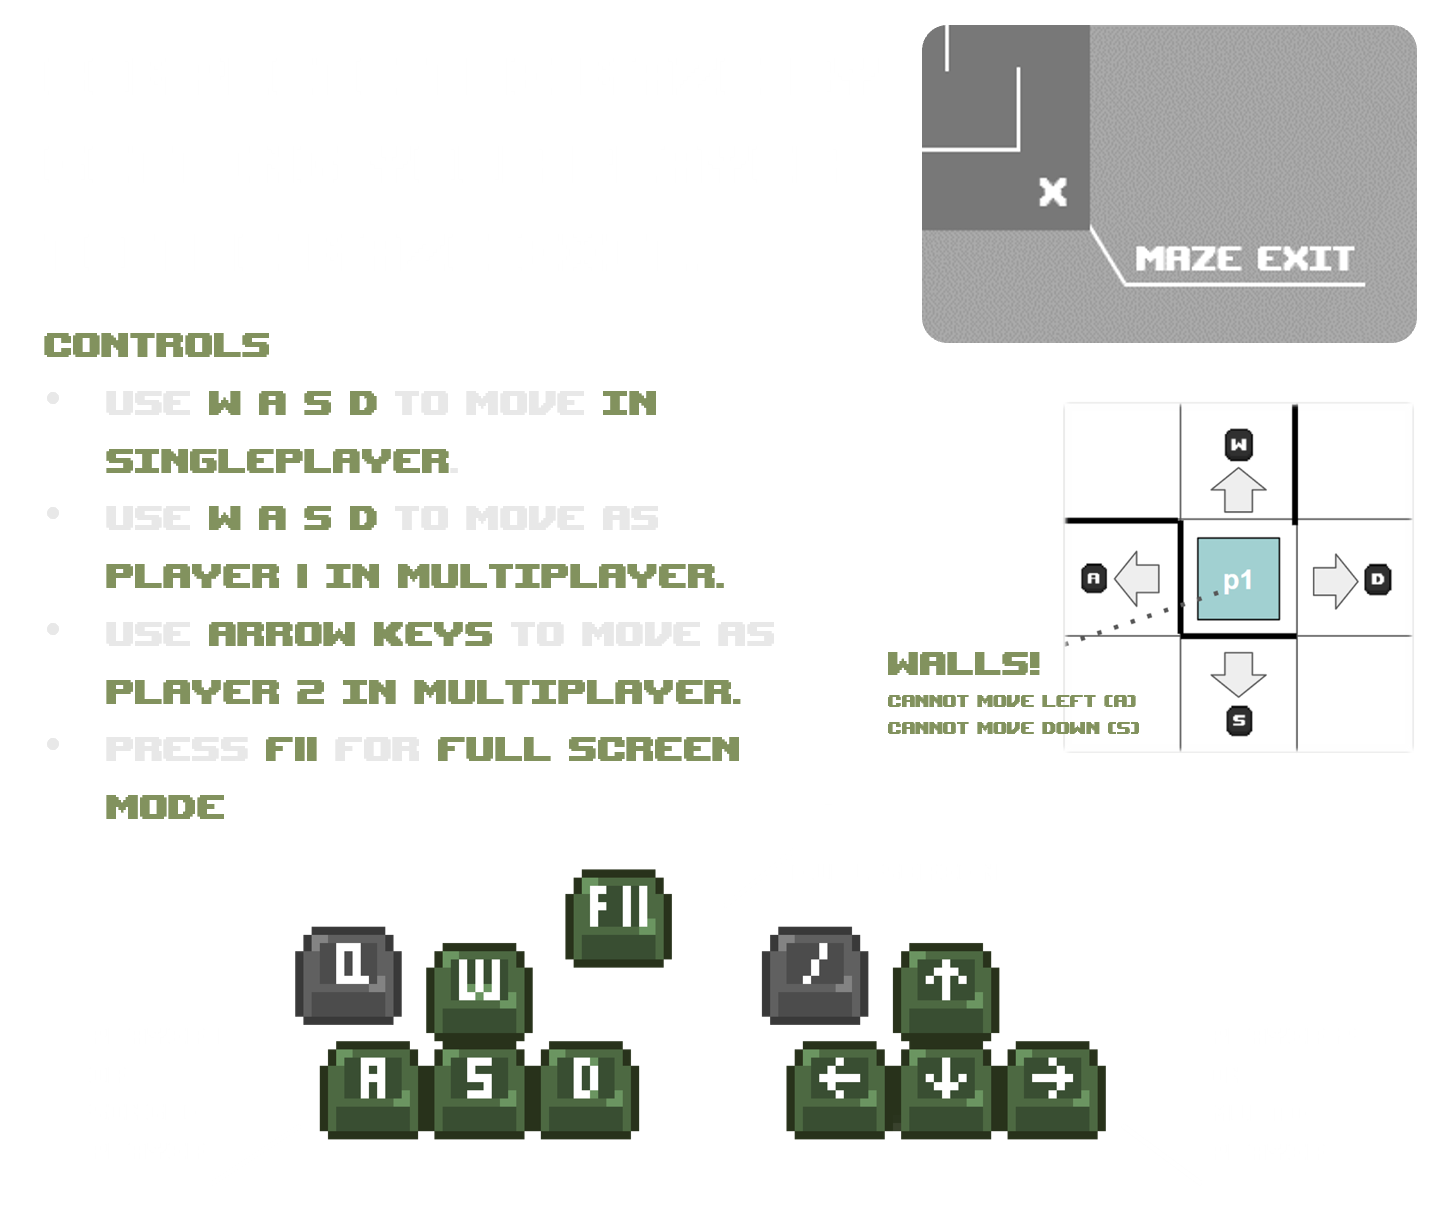 X
MAZE EXIT
CONTROLS
• USE W A S D TO MOVE IN
SINGLEPLAYER.
• USE W A S D TO MOVE AS
PLAYER 1 IN MULTIPLAYER.
• USE ARROW KEYS TO MOVE AS
PLAYER 2 IN MULTIPLAYER.
• PRESS F11 FOR FULL SCREEN
MODE
W
A
p1
D
S
WALLS!
CANNOT MOVE LEFT (A)
CANNOT MOVE DOWN (S)
F11
Q
W
/
↑
A S D
← ↓ →